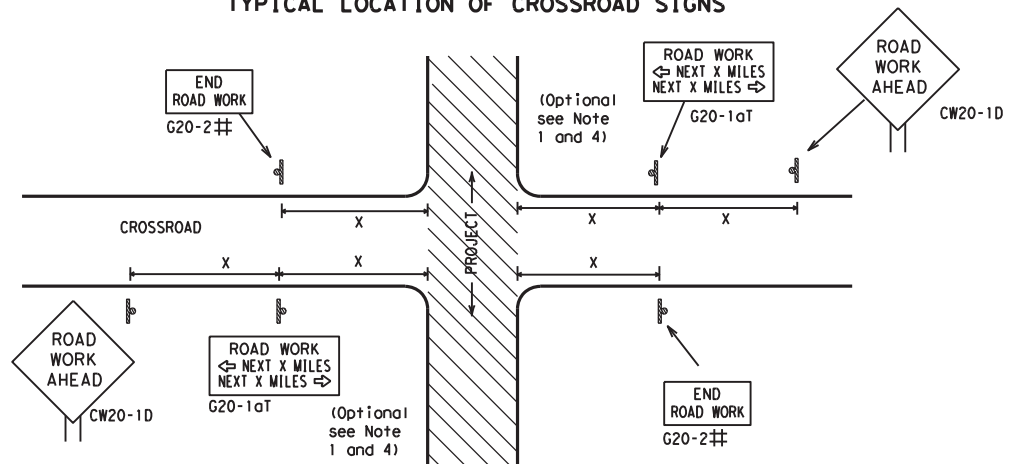 TYPICAL LOCATION OF CROSSROAD SIGNS
END
ROAD WORK
G20-2#
(Optional
see Note
1 and 4)
ROAD WORK
⇦ NEXT X MILES
NEXT X MILES ⇨
G20-1aT
ROAD
WORK
AHEAD
CW20-1D
X
X
X
CROSSROAD
PROJECT
X
X
X
ROAD
WORK
AHEAD
CW20-1D
ROAD WORK
⇦ NEXT X MILES
NEXT X MILES ⇨
G20-1aT
(Optional
see Note
1 and 4)
END
ROAD WORK
G20-2#